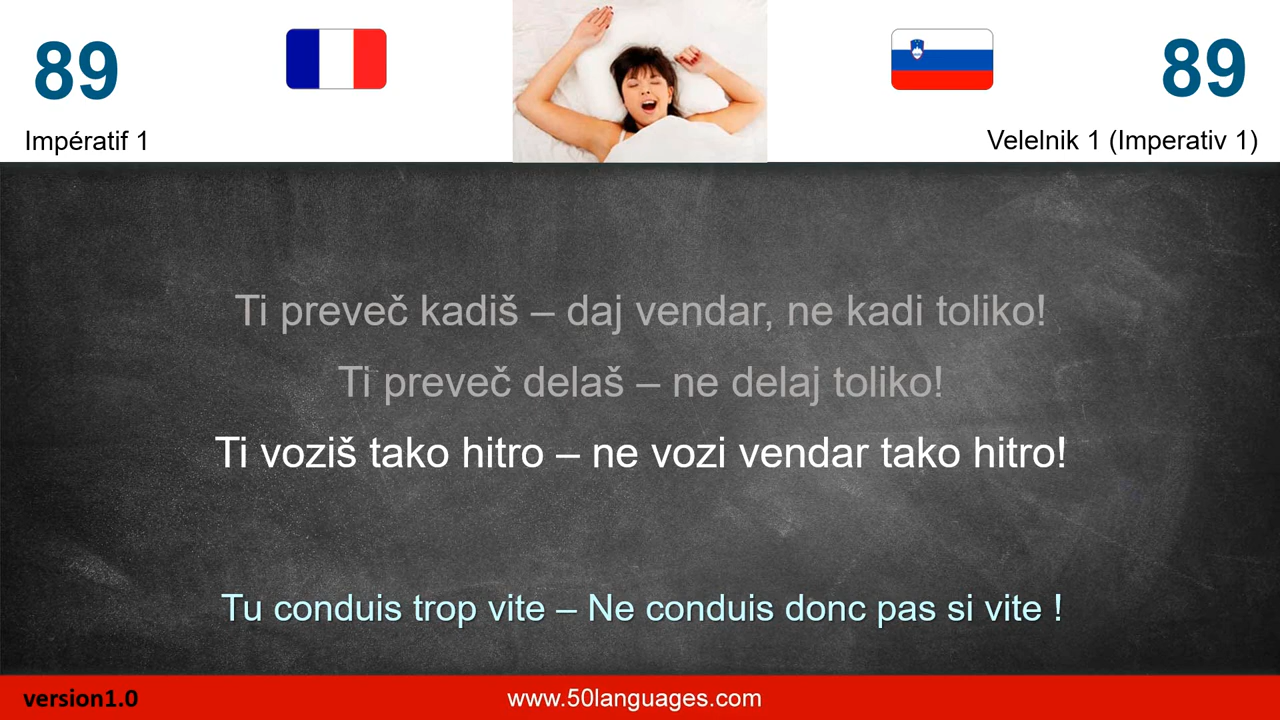 89
89
Impératif 1
Velelnik 1 (Imperativ 1)
Ti preveč kadiš – daj vendar, ne kadi toliko!
Ti preveč delaš – ne delaj toliko!
Ti voziš tako hitro – ne vozi vendar tako hitro!
Tu conduis trop vite – Ne conduis donc pas si vite !
version1.0
www.50languages.com